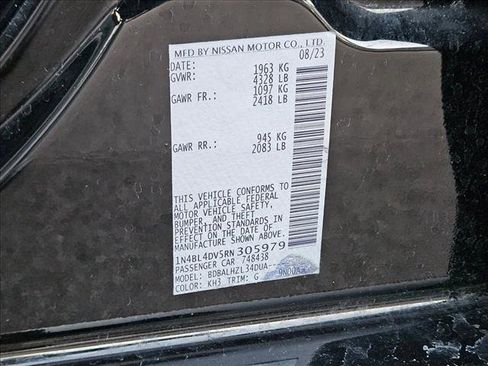 MFD BY NISSAN MOTOR CO., LTD.
DATE: 08/23
GVWR: 1963 KG
4328 LB
GAWR FR.: 1097 KG
2418 LB
GAWR RR.: 945 KG
2083 LB
THIS VEHICLE CONFORMS TO
ALL APPLICABLE FEDERAL
MOTOR VEHICLE SAFETY,
BUMPER, AND THEFT
PREVENTION STANDARDS IN
EFFECT ON THE DATE OF
MANUFACTURE.
1N4BL4DV5RN305979
PASSENGER CAR 748438
MODEL: BDBALHZL34DUA--
COLOR: KH3 TRIM: G